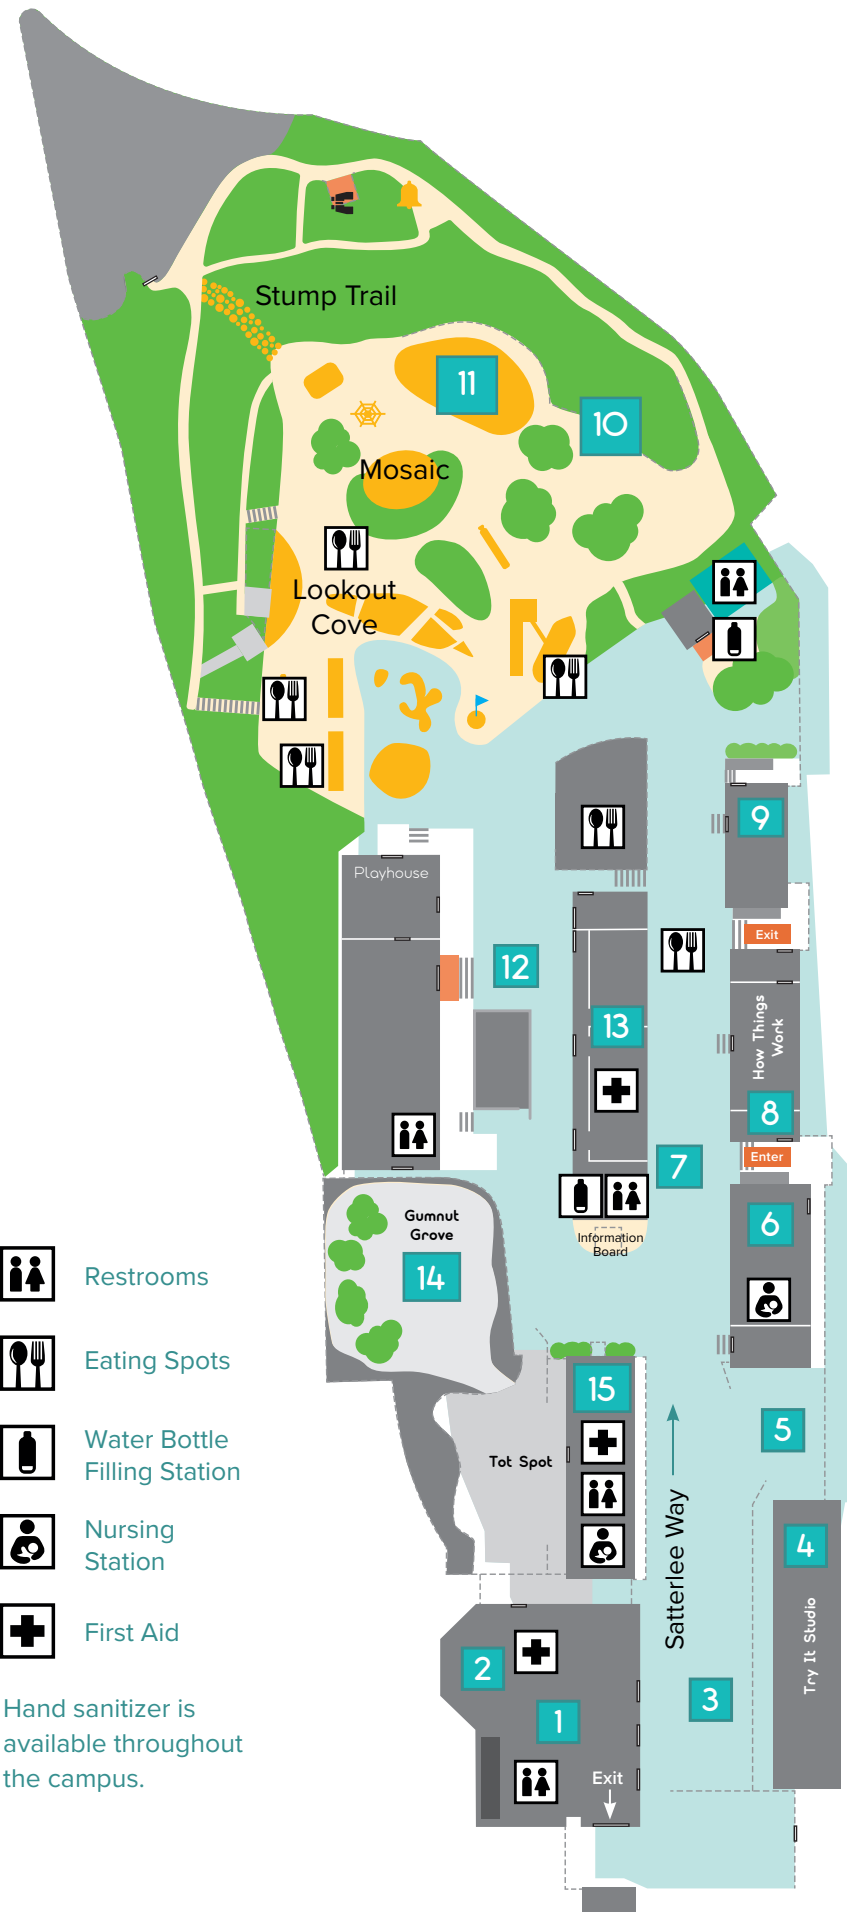 Stump Trail
11
10
Mosaic
Lookout
Cove
9
Playhouse
Exit
12
13
How Things
Work
8
Enter
7
6
Information
Board
Gumnut
Grove
14
15
5
Tot Spot
Satterlee Way
4
Try It Studio
2
3
1
Exit
Restrooms
Eating Spots
Water Bottle
Filling Station
Nursing
Station
First Aid
Hand sanitizer is
available throughout
the campus.